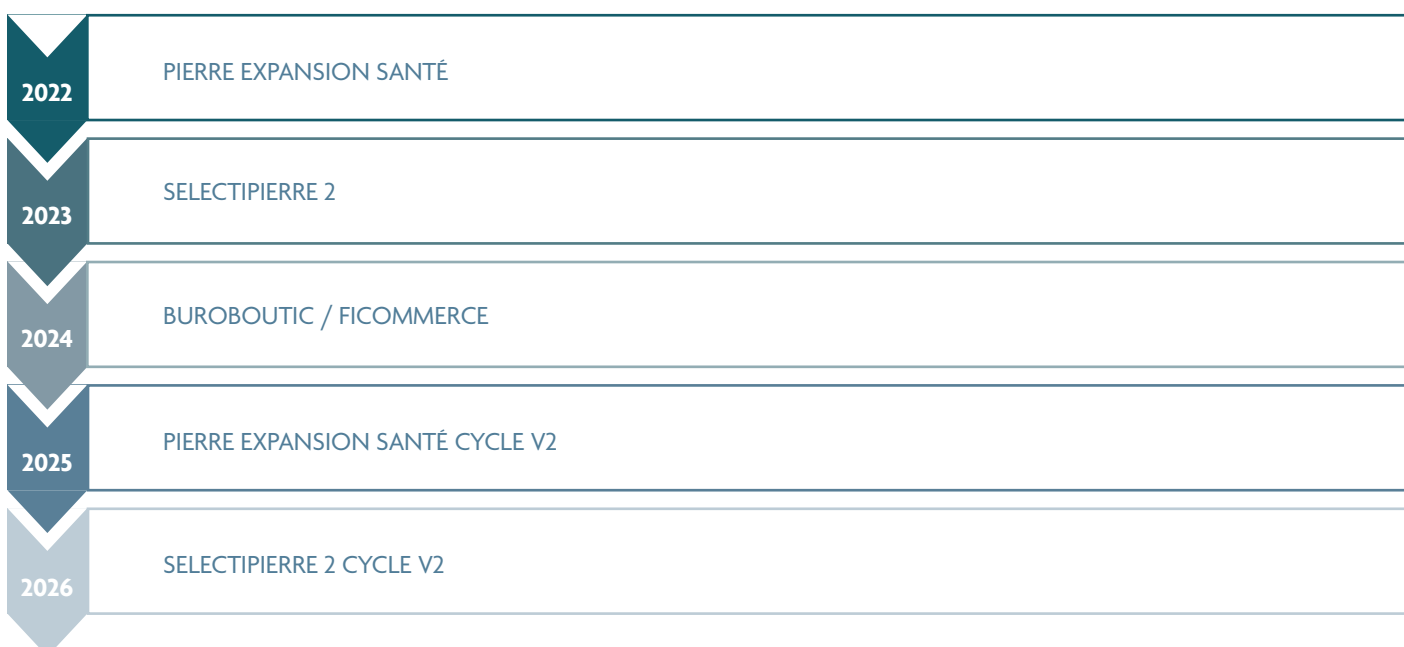 2022
PIERRE EXPANSION SANTÉ
2023
SELECTIPIERRE 2
2024
BUROBOUTIC / FICOMMERCE
2025
PIERRE EXPANSION SANTÉ CYCLE V2
2026
SELECTIPIERRE 2 CYCLE V2